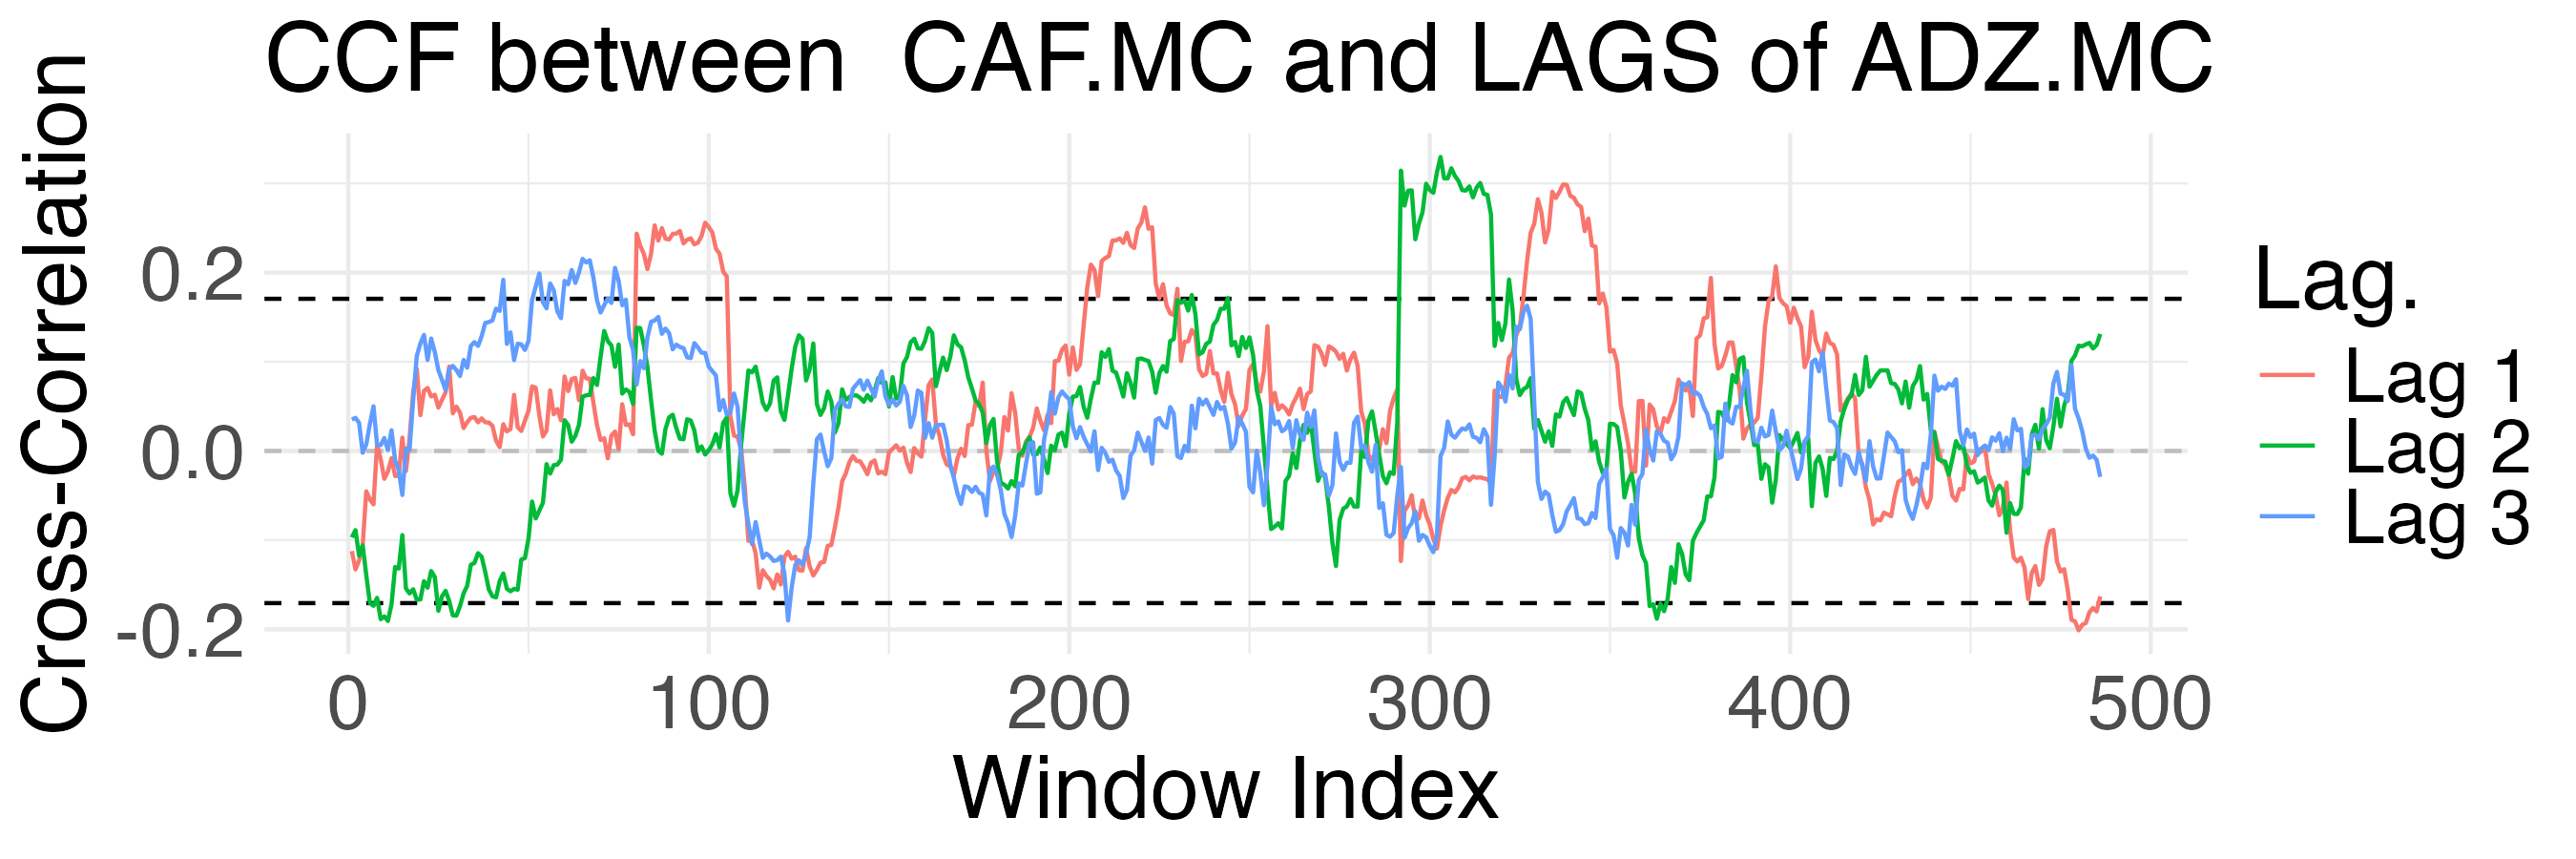 CCF between  CAF.MC and LAGS of ADZ.MC
Cross-Correlation
0.2
0.0
-0.2
0 100 200 300 400 500
Window Index
Lag.
Lag 1
Lag 2
Lag 3